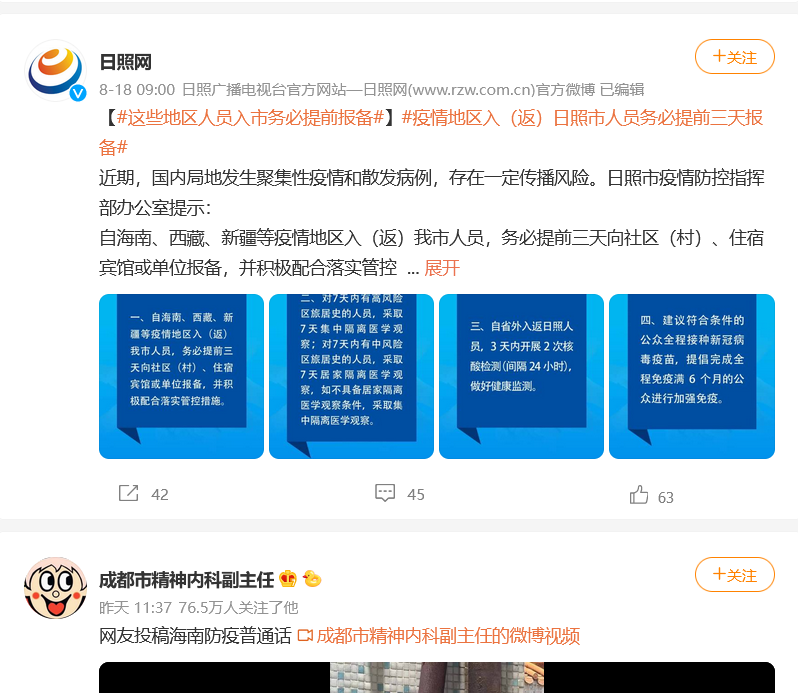 日照网
+关注
8-18 09:00 日照广播电视台官方网站—日照网(www.rzw.com.cn)官方微博 已编辑
【#这些地区人员入市务必提前报备#】#疫情地区入（返）日照市人员务必提前三天报
备#
近期，国内局地发生聚集性疫情和散发病例，存在一定传播风险。日照市疫情防控指挥
部办公室提示：
自海南、西藏、新疆等疫情地区入（返）我市人员，务必提前三天向社区（村）、住宿
宾馆或单位报备，并积极配合落实管控 ... 展开
一、自海南、西藏、新
疆等疫情地区入（返）
我市人员，务必提前三
天向社区（村）、住宿
宾馆或单位报备，并积
极配合落实管控措施。
二、对7天内有高风险
区旅居史的人员，采取
7天集中隔离医学观
察；对7天内有中风险
区旅居史的人员，采取
7天居家隔离医学观
察，如不具备居家隔离
医学观察条件，采取集
中隔离医学观察。
三、自省外入返日照人
员，3天内开展2次核
酸检测(间隔24小时)，
做好健康监测。
四、建议符合条件的
公众全程接种新冠病
毒疫苗，提倡完成全
程免疫满 6 个月的公
众进行加强免疫。
42
45
63
成都市精神内科副主任
+关注
昨天 11:37 76.5万人关注了他
网友投稿海南防疫普通话 成都市精神内科副主任的微博视频